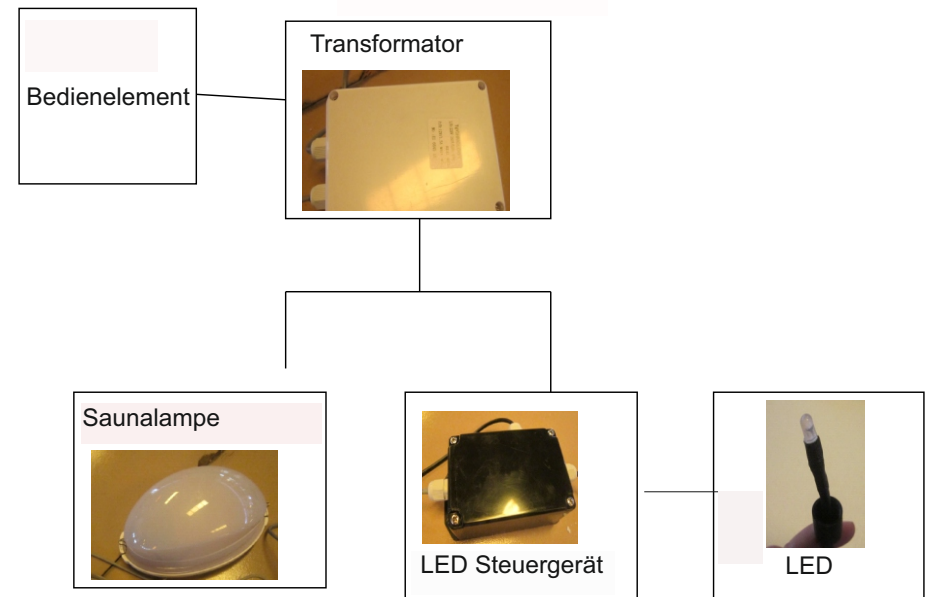 Transformator
Bedienelement
Saunalampe
LED Steuergerät
LED